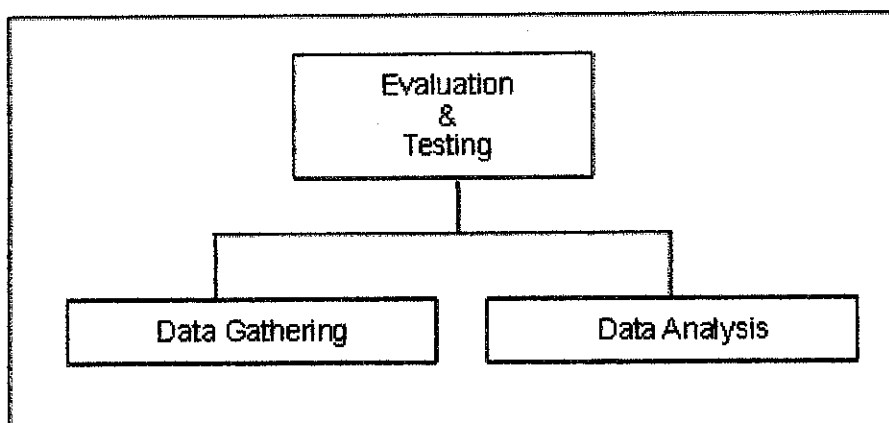 Evaluation
&
Testing
Data Gathering
Data Analysis